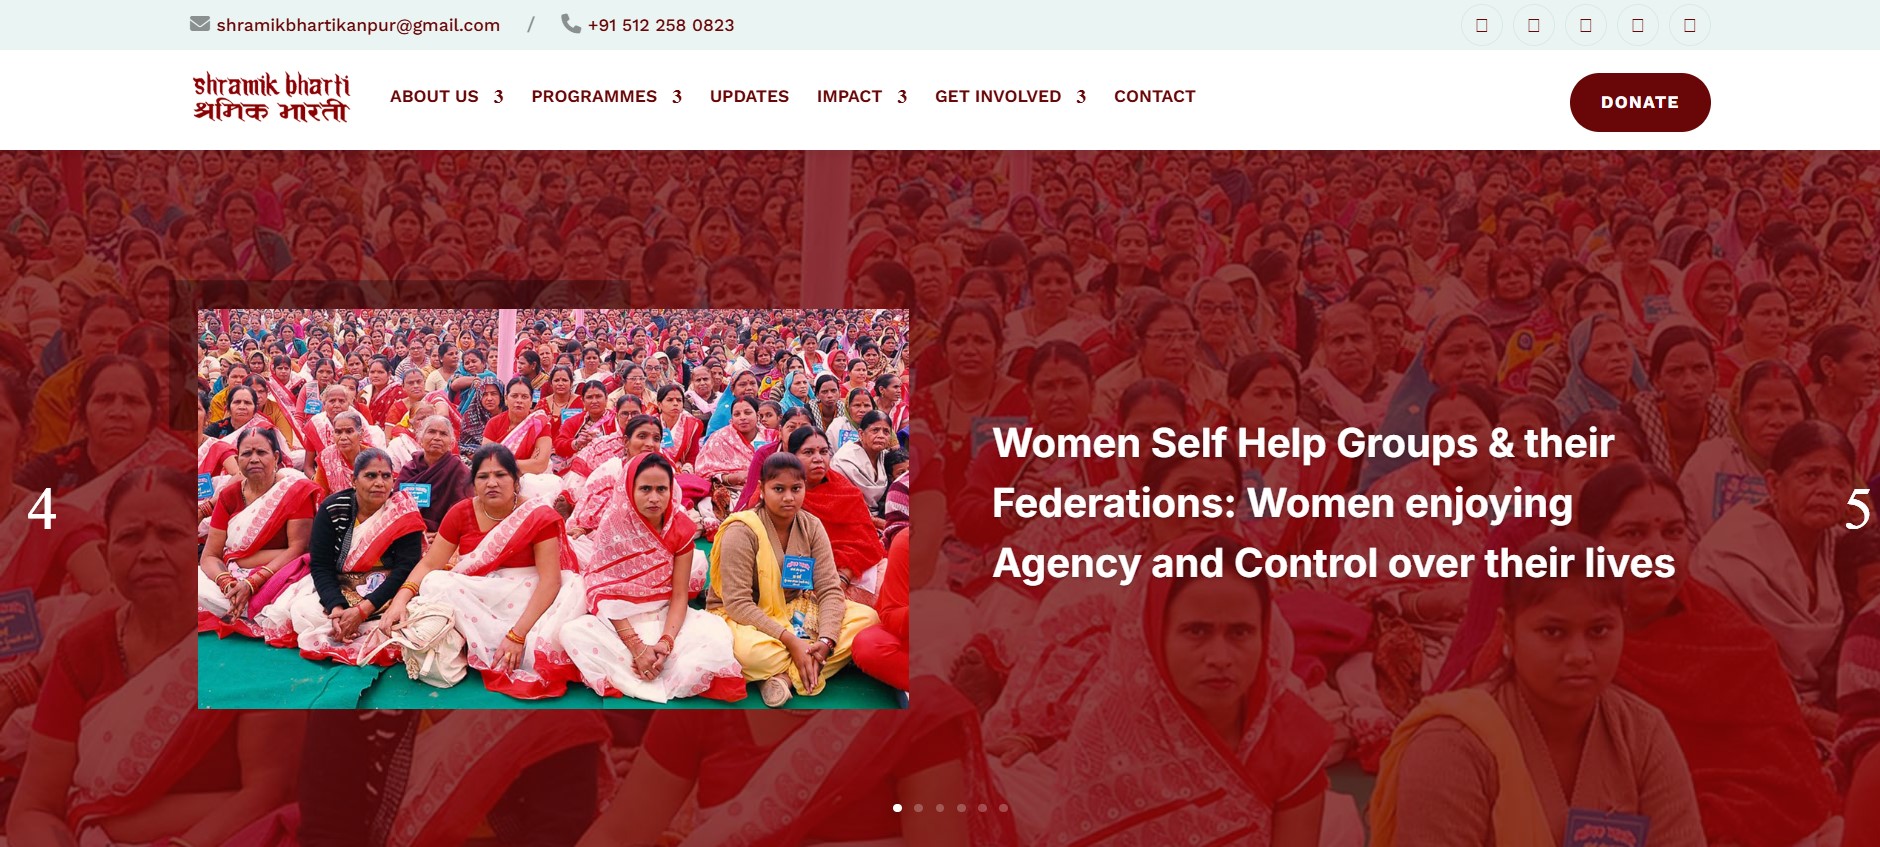 shramikbhartikanpur@gmail.com / +91 512 258 0823
shramik bharti
श्रमिक भारती
ABOUT US 3 PROGRAMMES 3 UPDATES IMPACT 3 GET INVOLVED 3 CONTACT
DONATE
Women Self Help Groups & their
Federations: Women enjoying
Agency and Control over their lives
4
5